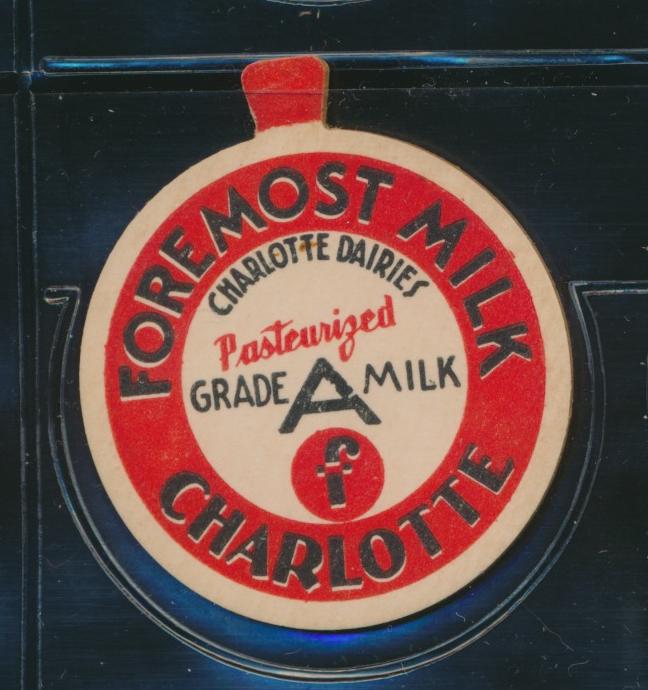 FOREMOST MILK
CHARLOTTE DAIRIES
Pasteurized
GRADE A MILK
f
CHARLOTTE